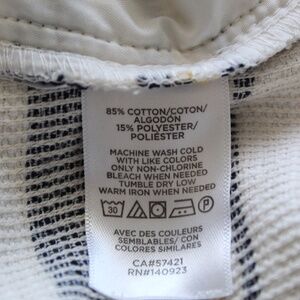 85% COTTON/COTON/
ALGODÓN
15% POLYESTER/
POLIÉSTER
MACHINE WASH COLD
WITH LIKE COLORS
ONLY NON-CHLORINE
BLEACH WHEN NEEDED
TUMBLE DRY LOW
WARM IRON WHEN NEEDED
30 P
AVEC DES COULEURS
SEMBLABLES/ CON
COLORES SIMILARES
CA#57421
RN#140923